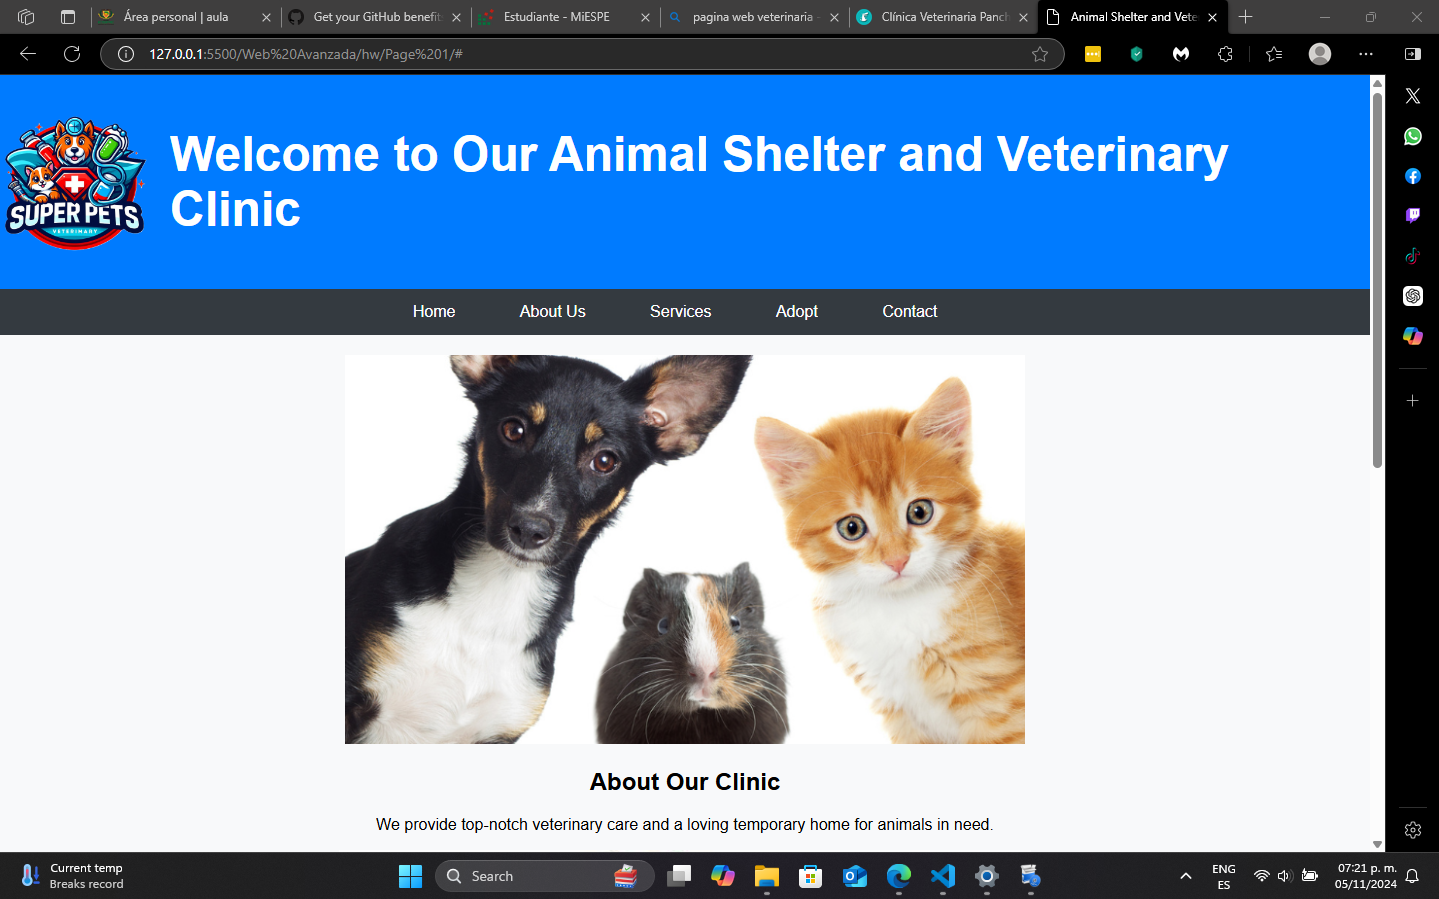 Área personal | aula
Get your GitHub benefit
Estudiante - MiESPE
pagina web veterinaria -
Clínica Veterinaria Panch
Animal Shelter and Vete
127.0.0.1:5500/Web%20Avanzada/hw/Page%201/#
SUPER PETS
VETERINARY
Welcome to Our Animal Shelter and Veterinary
Clinic
Home About Us Services Adopt Contact
About Our Clinic
We provide top-notch veterinary care and a loving temporary home for animals in need.
Current temp
Breaks record
Search
ENG
ES
07:21 p. m.
05/11/2024